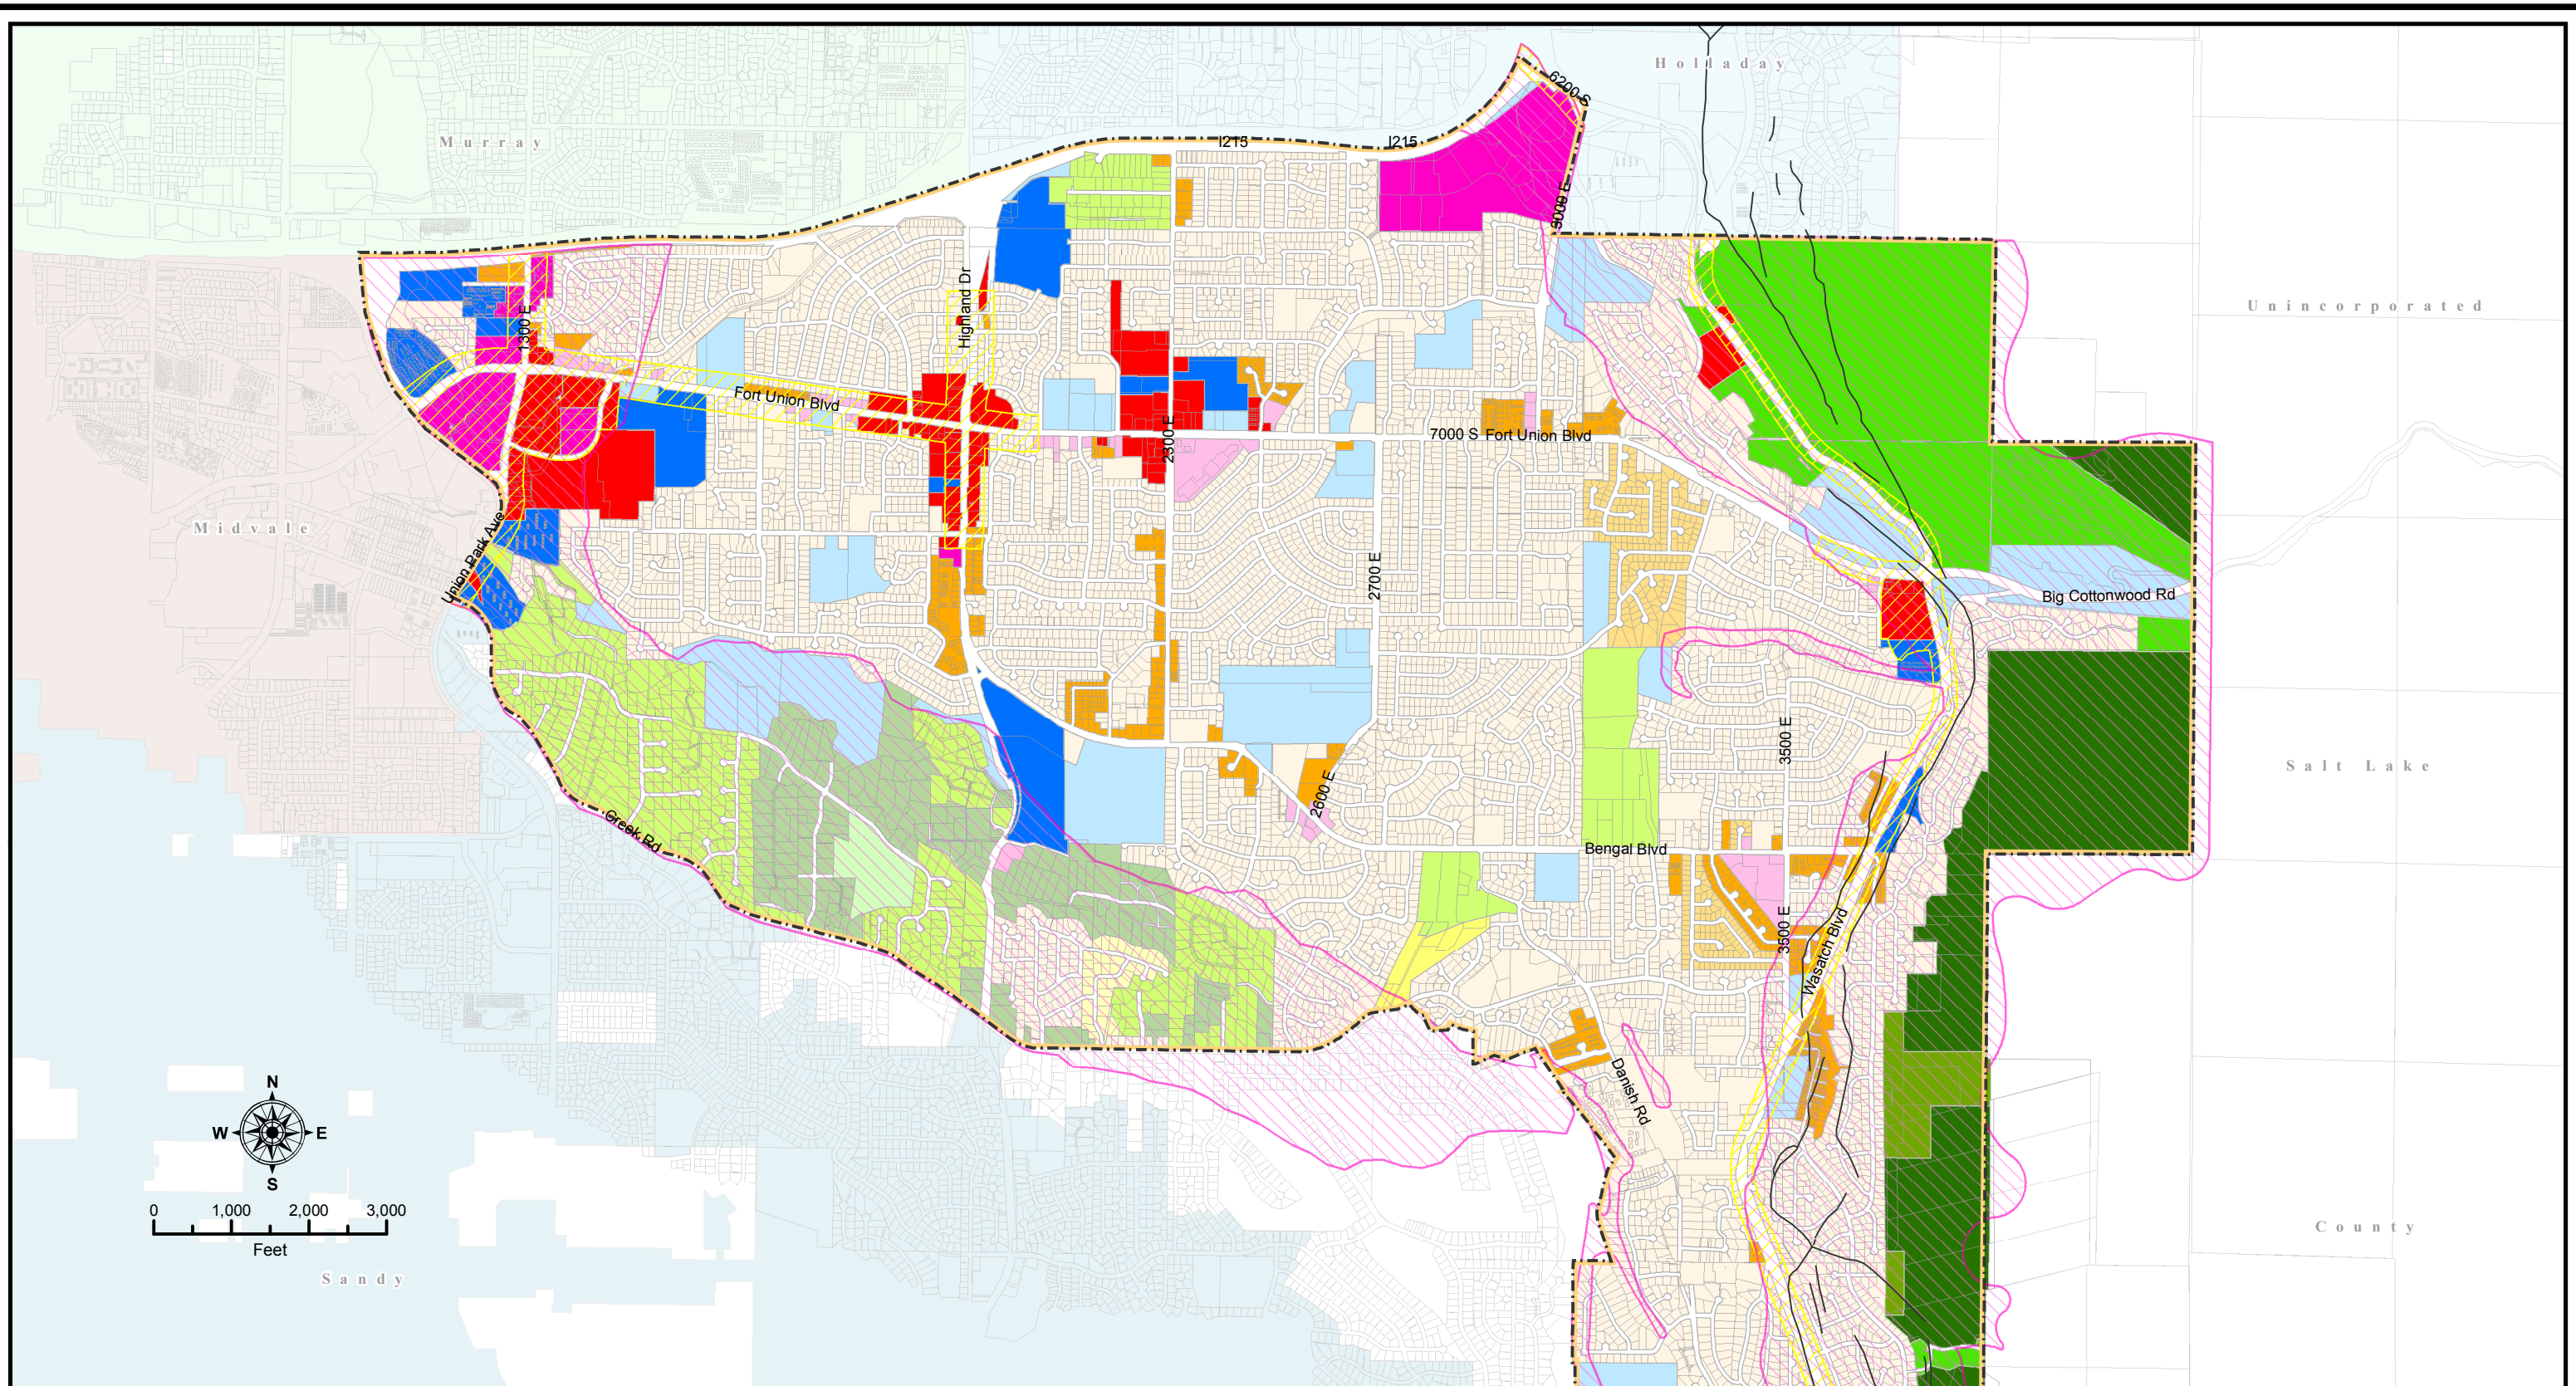 Holladay
6200 S
Murray
I215
I215
3000 E
Highland Dr
1300 E
Unincorporated
Fort Union Blvd
2300 E
7000 S Fort Union Blvd
Midvale
Union Park Ave
2700 E
Big Cottonwood Rd
3500 E
Salt Lake
2600 E
Creek Rd
Bengal Blvd
3500 E
Wasatch Blvd
Danish Rd
N
W E
S
0 1,000 2,000 3,000
Feet
County
Sandy